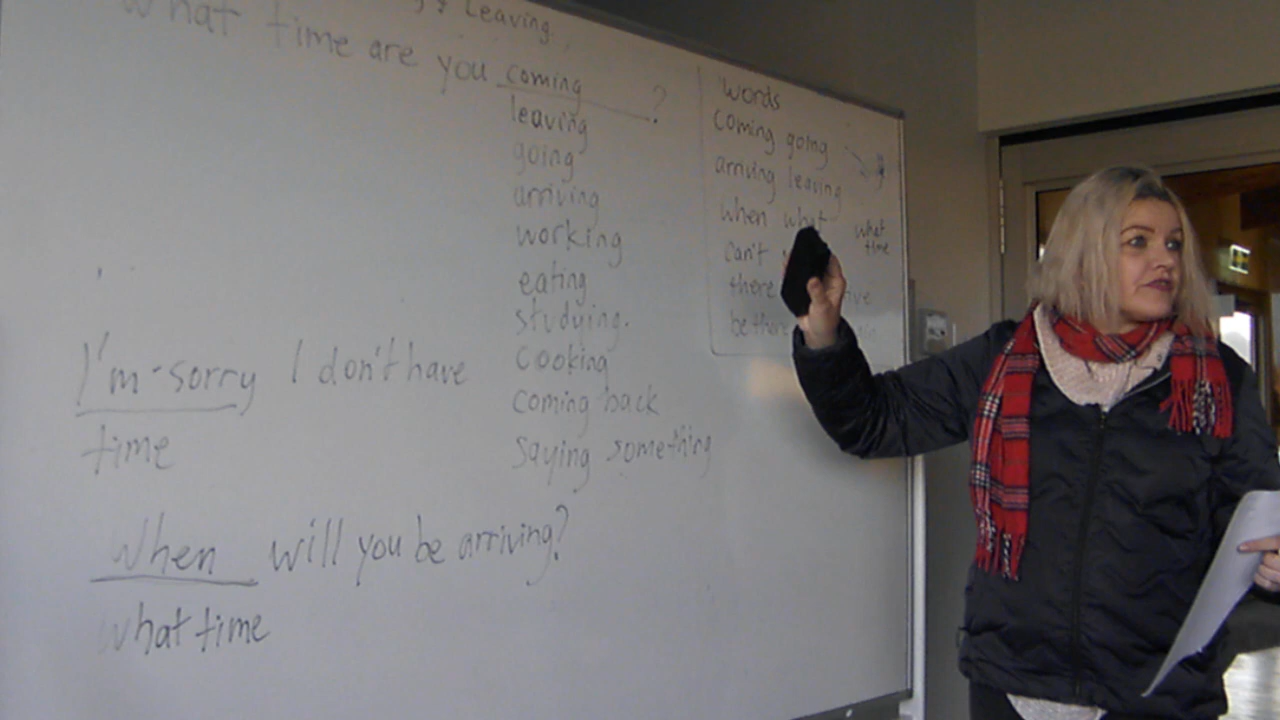 & Leaving
What time are you coming ?
leaving
going
arriving
working
eating
studying.
cooking
coming back
saying something
I'm-sorry I don't have
time
When will you be arriving?
what time
words
coming going
arriving leaving
when what what time
can't
there
be there